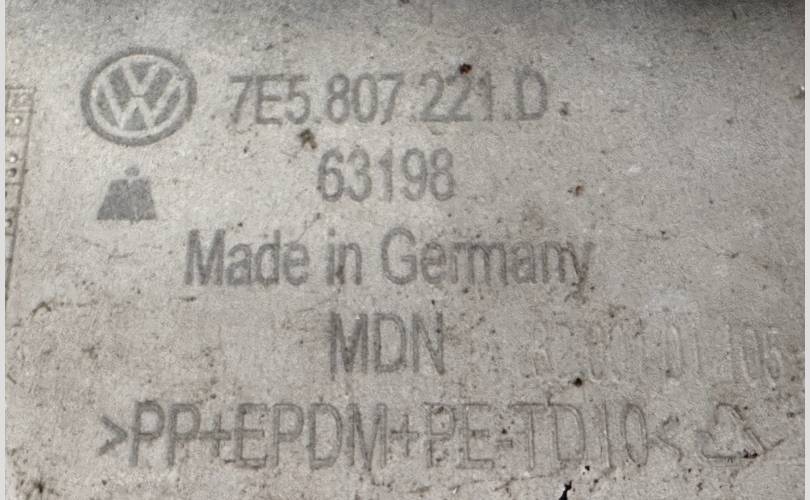 7E5.807.221.D
63198
Made in Germany
MDN
>PP+EPDM+PE-TD10<